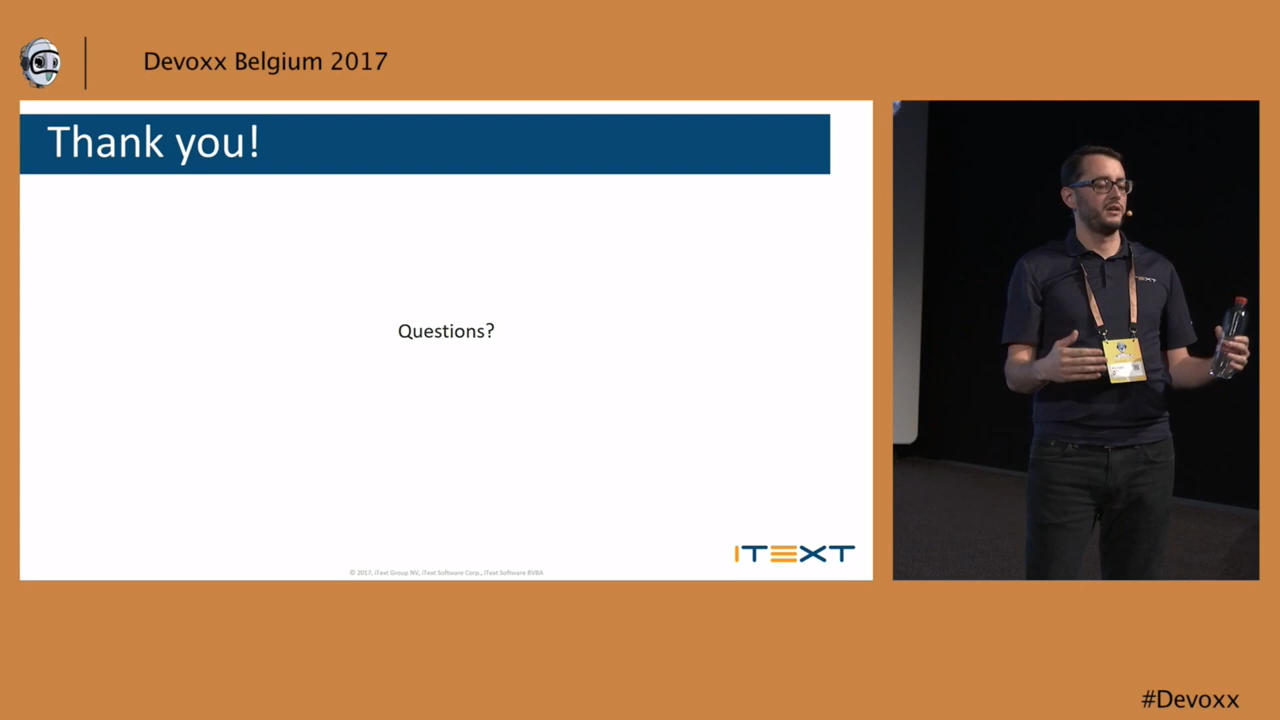 Devoxx Belgium 2017
Thank you!
Questions?
ITEXT
© 2017, iText Group NV, iText Software Corp., iText Software BVBA
#Devoxx